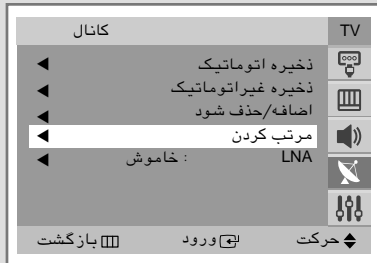 TV کانال
ذخیره اتوماتیک
ذخیره غیراتوماتیک
اضافه/حذف شود
مرتب کردن
LNA : خاموش
حرکت ورود بازگشت